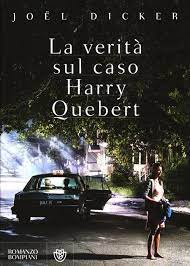 JOËL DICKER
La verità
sul caso
Harry
Quebert
ROMANZO
BOMPIANI